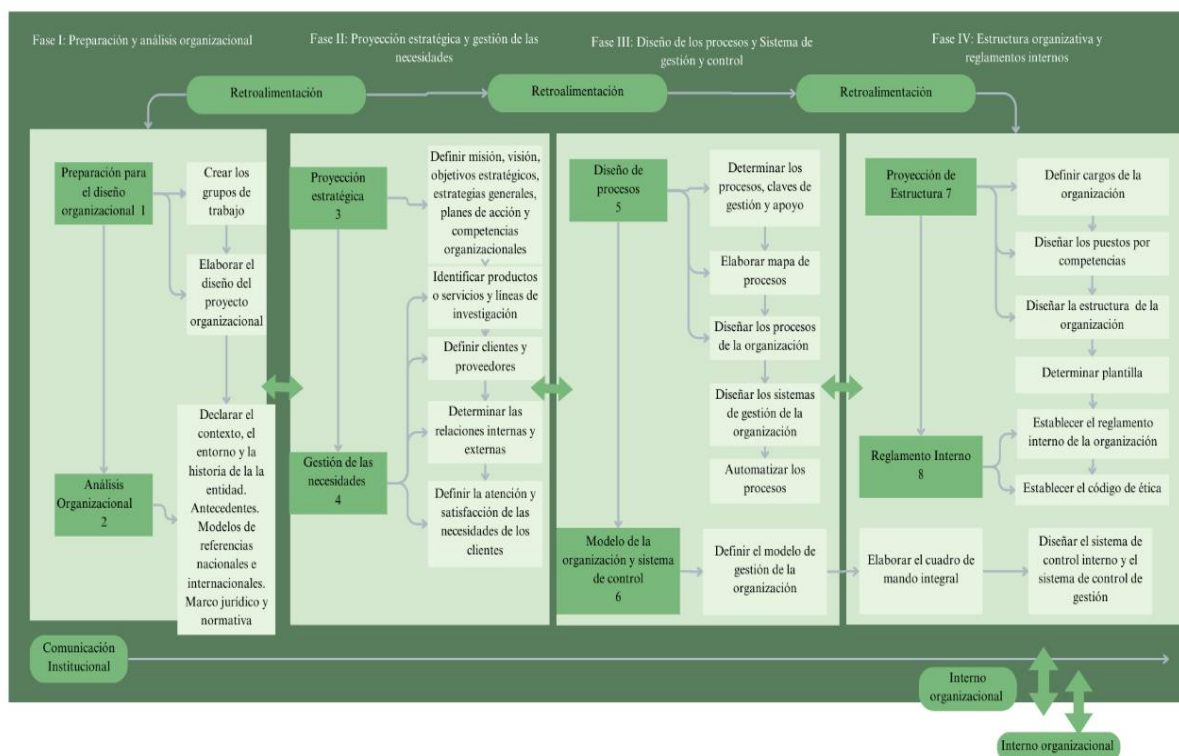 Fase I: Preparación y análisis organizacional
Fase II: Proyección estratégica y gestión de las
necesidades
Fase III: Diseño de los procesos y Sistema de
gestión y control
Fase IV: Estructura organizativa y
reglamentos internos
Retroalimentación
Retroalimentación
Retroalimentación
Preparación para
el diseño
organizacional 1
Crear los
grupos de
trabajo
Elaborar el
diseño del
proyecto
organizacional
Análisis
Organizacional
2
Declarar el
contexto, el
entorno y la
historia de la la
entidad.
Antecedentes.
Modelos de
referencias
nacionales e
internacionales.
Marco jurídico y
normativa
Proyección
estratégica
3
Definir misión, visión,
objetivos estratégicos,
estrategias generales,
planes de acción y
competencias
organizacionales
Identificar productos
o servicios y líneas de
investigación
Definir clientes y
proveedores
Determinar las
relaciones internas y
externas
Gestión de las
necesidades
4
Definir la atención y
satisfacción de las
necesidades de los
clientes
Diseño de
procesos
5
Determinar los
procesos, claves de
gestión y apoyo
Elaborar mapa de
procesos
Diseñar los procesos
de la organización
Diseñar los sistemas
de gestión de la
organización
Automatizar los
procesos
Modelo de la
organización y sistema
de control
6
Definir el modelo de
gestión de la
organización
Proyección de
Estructura 7
Definir cargos de la
organización
Diseñar los puestos por
competencias
Diseñar la estructura de la
organización
Determinar plantilla
Establecer el reglamento
interno de la organización
Reglamento Interno
8
Establecer el código de ética
Elaborar el cuadro de
mando integral
Diseñar el sistema de
control interno y el
sistema de control de
gestión
Comunicación
Institucional
Interno
organizacional
Interno organizacional